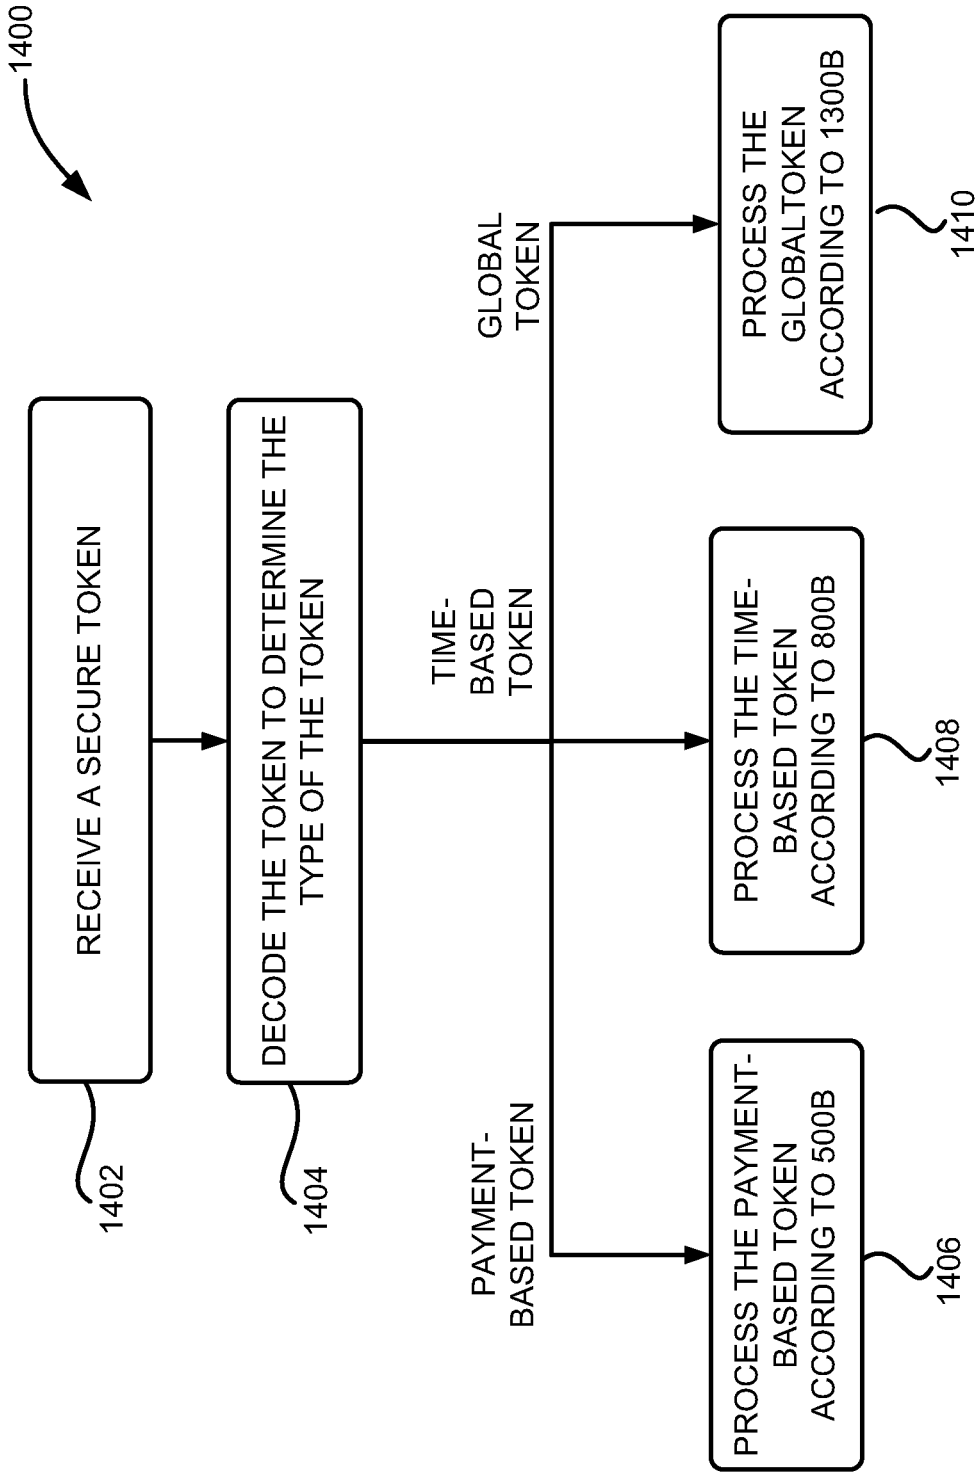 1400
RECEIVE A SECURE TOKEN
1402
DECODE THE TOKEN TO DETERMINE THE
TYPE OF THE TOKEN
1404
PAYMENT-
BASED TOKEN
TIME-
BASED
TOKEN
GLOBAL
TOKEN
PROCESS THE PAYMENT-
BASED TOKEN
ACCORDING TO 500B
1406
PROCESS THE TIME-
BASED TOKEN
ACCORDING TO 800B
1408
PROCESS THE
GLOBALTOKEN
ACCORDING TO 1300B
1410